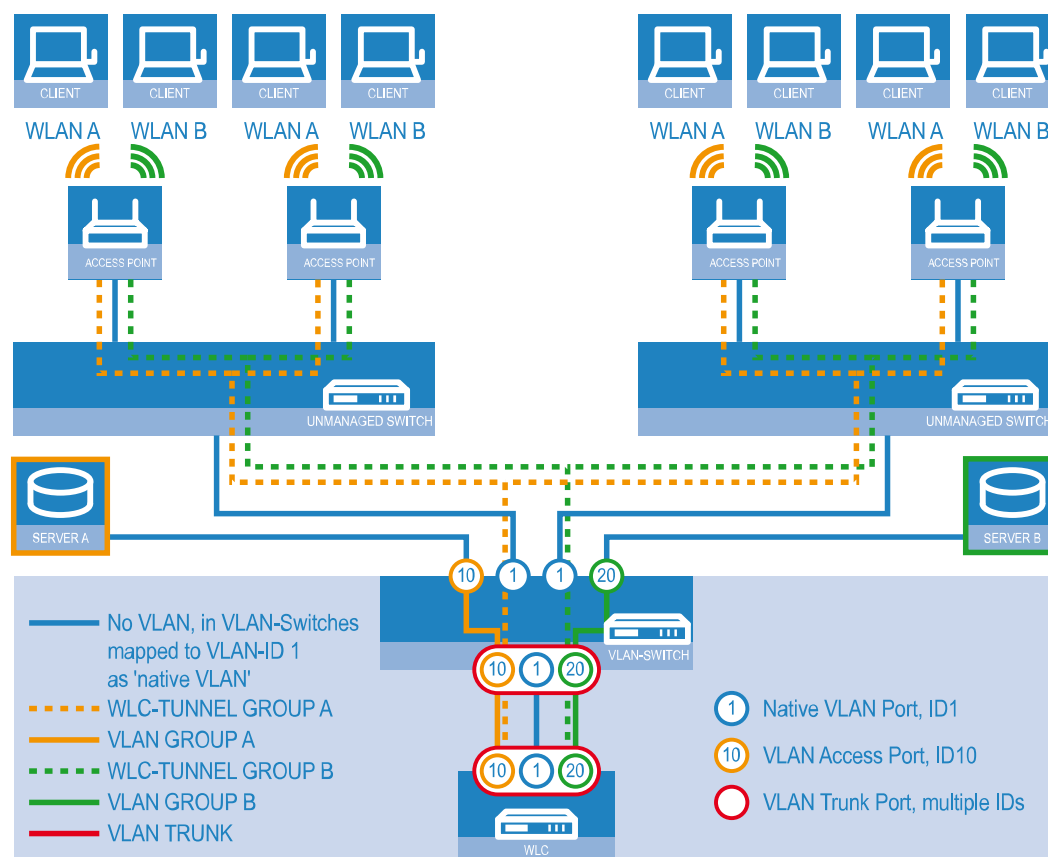 CLIENT CLIENT CLIENT CLIENT CLIENT CLIENT CLIENT CLIENT
WLAN A WLAN B WLAN A WLAN B WLAN A WLAN B WLAN A WLAN B
ACCESS POINT ACCESS POINT ACCESS POINT ACCESS POINT
UNMANAGED SWITCH UNMANAGED SWITCH
SERVER A SERVER B
10 1 1 20
VLAN-SWITCH
10 1 20
10 1 20
WLC
No VLAN, in VLAN-Switches
mapped to VLAN-ID 1
as 'native VLAN'
WLC-TUNNEL GROUP A
VLAN GROUP A
WLC-TUNNEL GROUP B
VLAN GROUP B
VLAN TRUNK
1 Native VLAN Port, ID1
10 VLAN Access Port, ID10
VLAN Trunk Port, multiple IDs